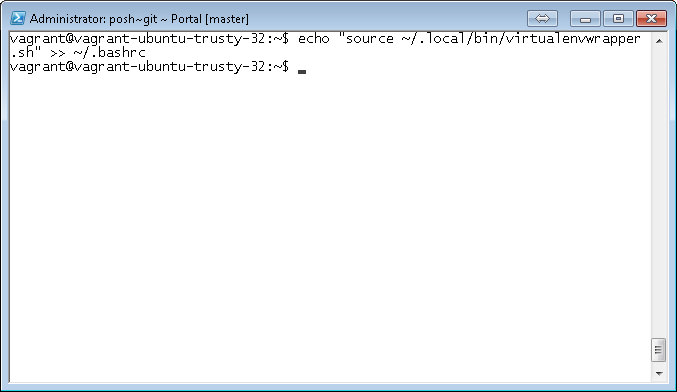 Administrator: posh~git ~ Portal [master]
vagrant@vagrant-ubuntu-trusty-32:~$ echo "source ~/.local/bin/virtualenvwrapper
.sh" >> ~/.bashrc
vagrant@vagrant-ubuntu-trusty-32:~$